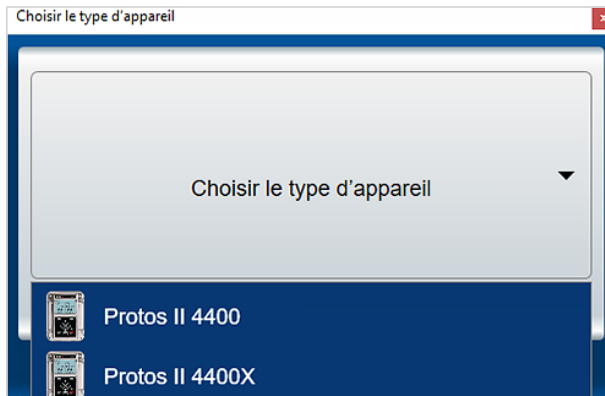 Choisir le type d'appareil
Choisir le type d'appareil
Protos II 4400
Protos II 4400X